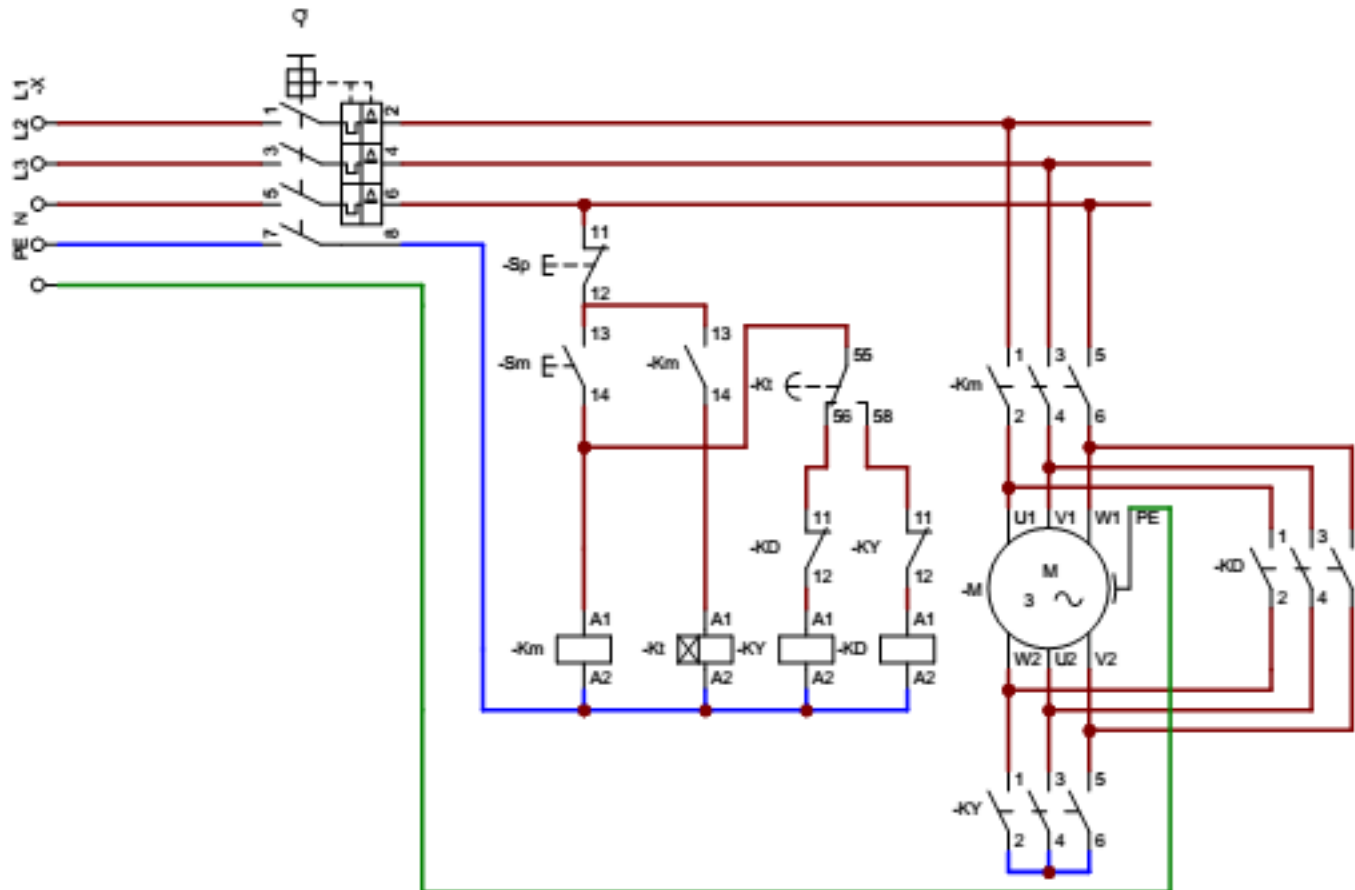 q
L1
-X
L2
L3
N
PE
1 2
3 4
5 6
7 8
11
-Sp
12
13 13
-Sm -Km
14 14
55
-Kt
56 58
1 3 5
-Km
2 4 6
11 11
-KD -KY
12 12
U1 V1 W1 PE
M
-M 3
W2 U2 V2
1 3
-KD
2 4
A1 A1 A1 A1
-Km -Kt -KY -KD
A2 A2 A2 A2
1 3 5
-KY
2 4 6